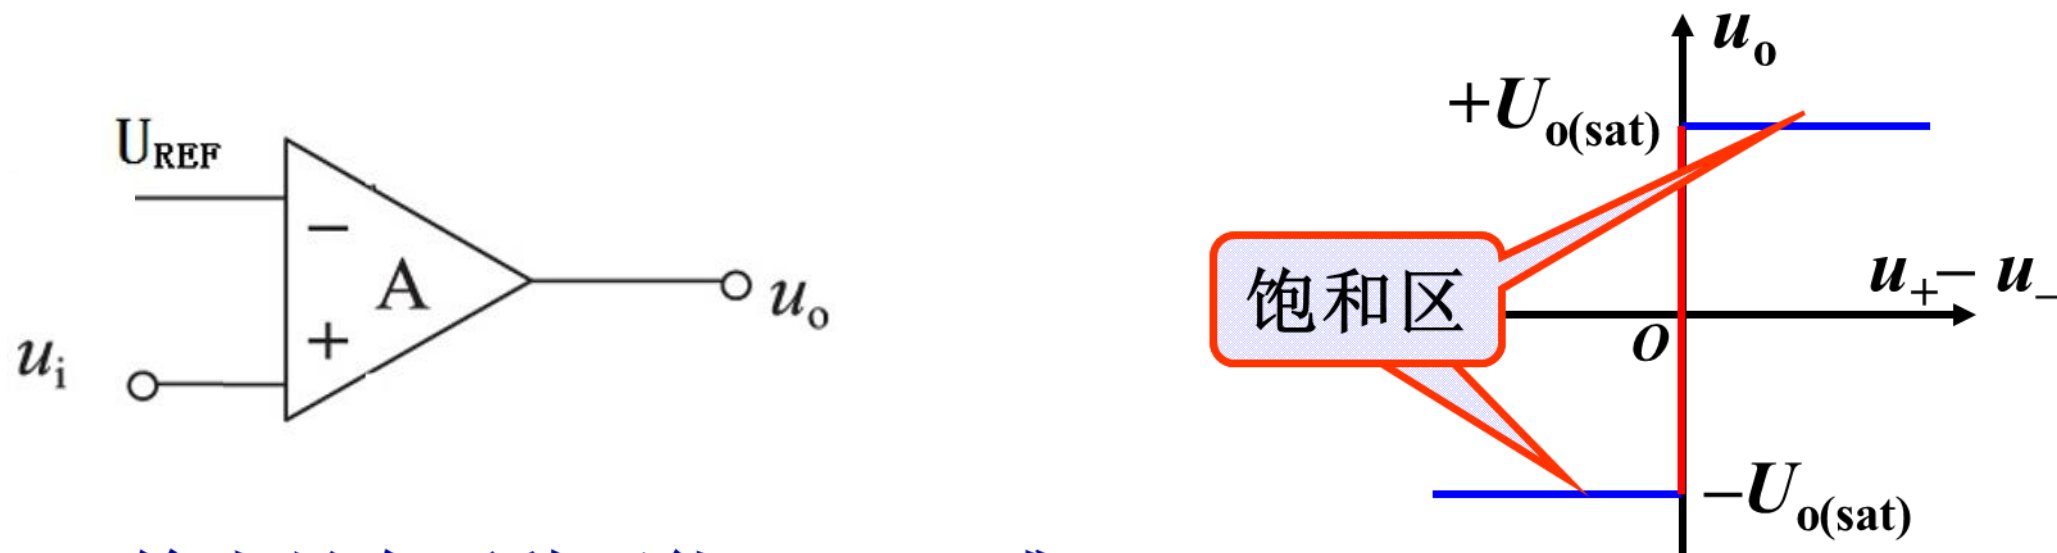 U_REF
−
A
+
u_i
u_o
u_o
+U_o(sat)
饱和区
u_+ − u_−
O
−U_o(sat)